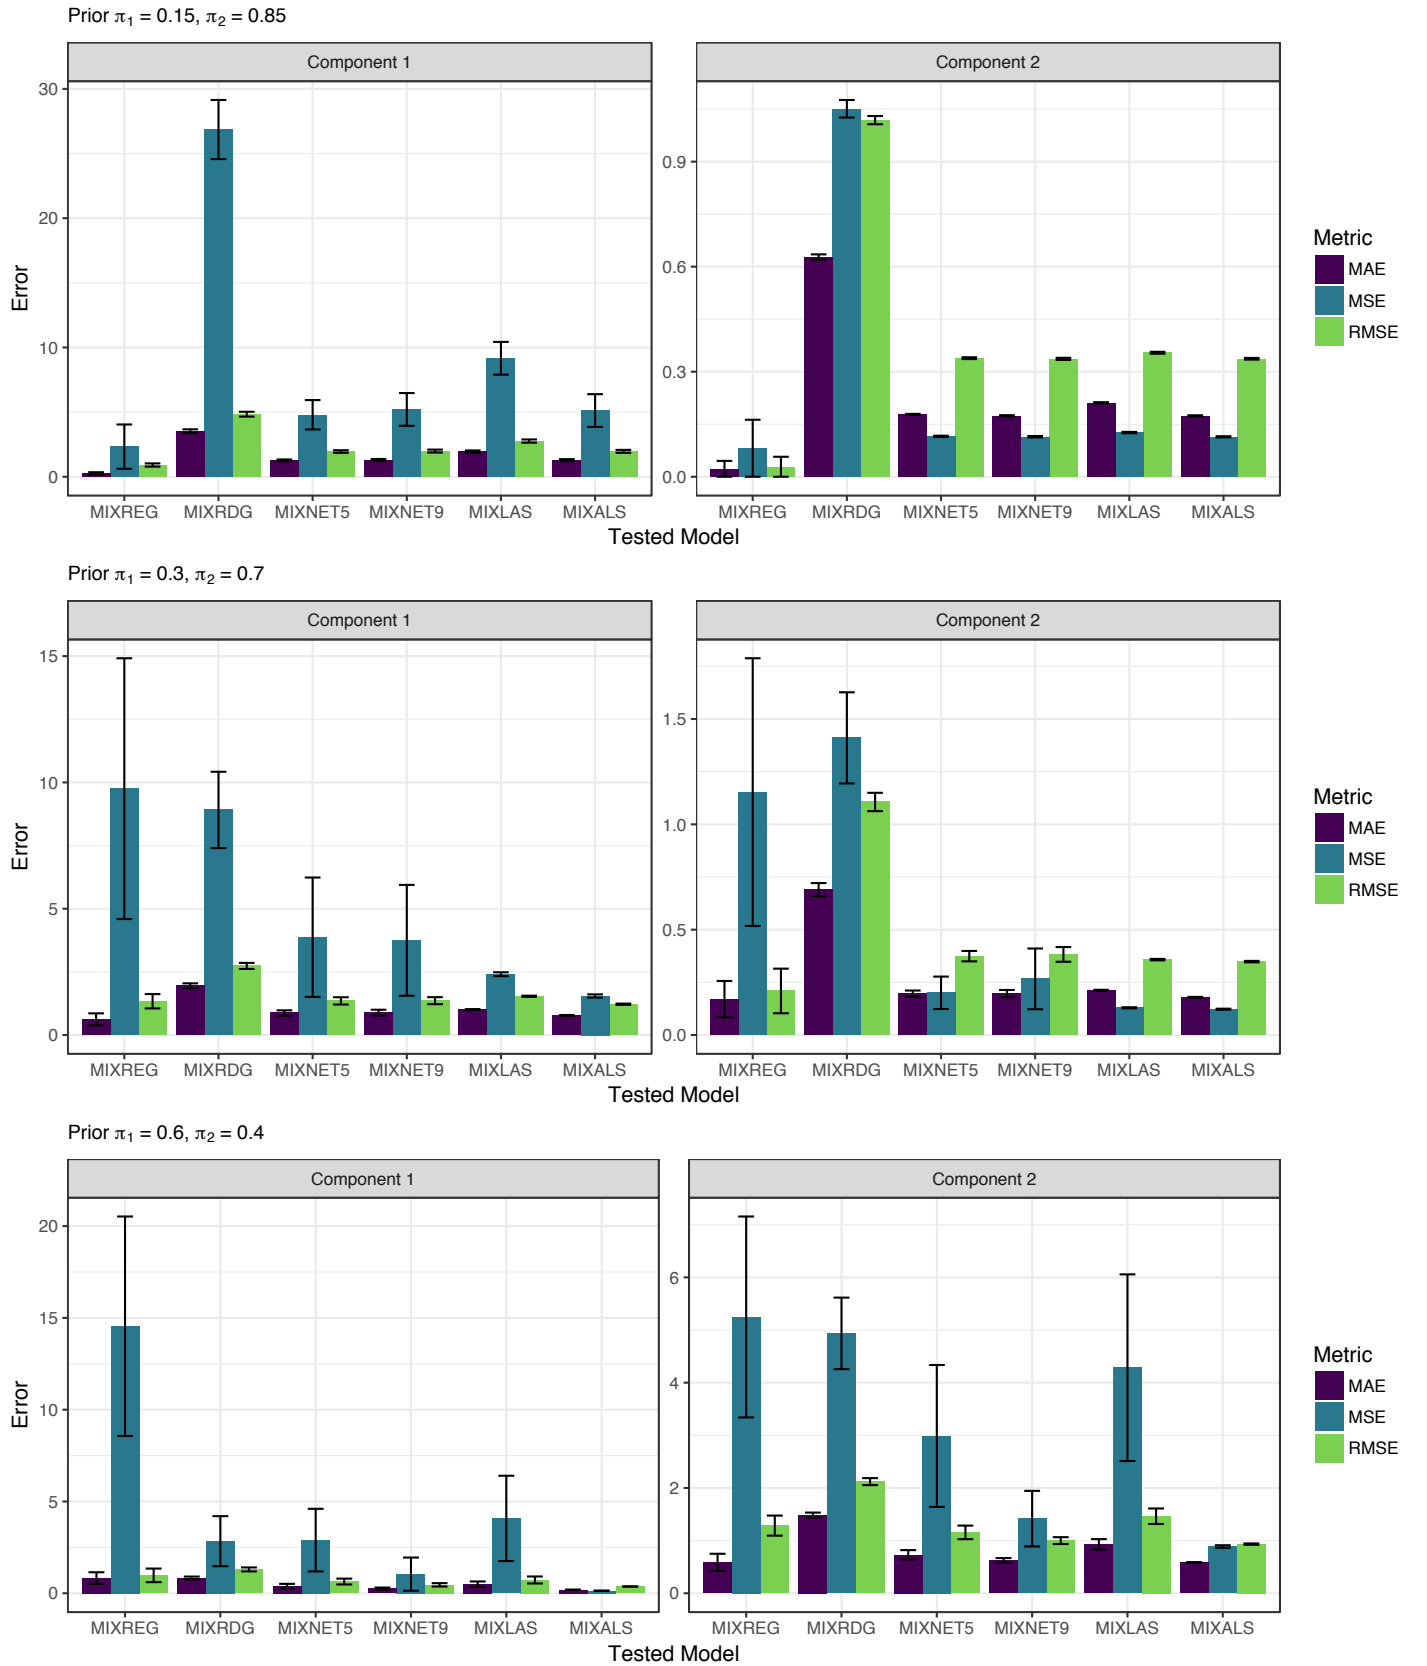 Prior π₁ = 0.15, π₂ = 0.85
Component 1
Component 2
30
20
10
0
0.9
0.6
0.3
0.0
Error
MIXREG MIXRDG MIXNET5 MIXNET9 MIXLAS MIXALS
MIXREG MIXRDG MIXNET5 MIXNET9 MIXLAS MIXALS
Tested Model
Metric
MAE
MSE
RMSE
Prior π₁ = 0.3, π₂ = 0.7
Component 1
Component 2
15
10
5
0
1.5
1.0
0.5
0.0
Error
MIXREG MIXRDG MIXNET5 MIXNET9 MIXLAS MIXALS
MIXREG MIXRDG MIXNET5 MIXNET9 MIXLAS MIXALS
Tested Model
Metric
MAE
MSE
RMSE
Prior π₁ = 0.6, π₂ = 0.4
Component 1
Component 2
20
15
10
5
0
6
4
2
0
Error
MIXREG MIXRDG MIXNET5 MIXNET9 MIXLAS MIXALS
MIXREG MIXRDG MIXNET5 MIXNET9 MIXLAS MIXALS
Tested Model
Metric
MAE
MSE
RMSE